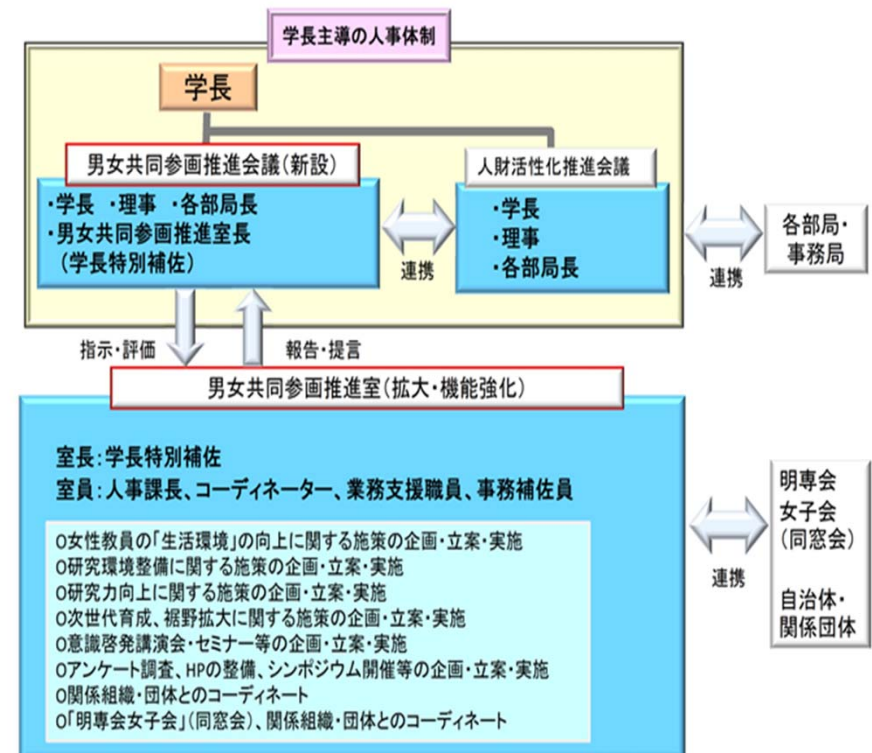 学長主導の人事体制
学長
男女共同参画推進会議(新設)
・学長 ・理事 ・各部局長
・男女共同参画推進室長
(学長特別補佐)
連携
人財活性化推進会議
・学長
・理事
・各部局長
連携
各部局・
事務局
指示・評価
報告・提言
男女共同参画推進室(拡大・機能強化)
室長:学長特別補佐
室員:人事課長、コーディネーター、業務支援職員、事務補佐員
○女性教員の「生活環境」の向上に関する施策の企画・立案・実施
○研究環境整備に関する施策の企画・立案・実施
○研究力向上に関する施策の企画・立案・実施
○次世代育成、裾野拡大に関する施策の企画・立案・実施
○意識啓発講演会・セミナー等の企画・立案・実施
○アンケート調査、HPの整備、シンポジウム開催等の企画・立案・実施
○関係組織・団体とのコーディネート
○「明専会女子会」(同窓会)、関係組織・団体とのコーディネート
連携
明専会
女子会
(同窓会)
自治体・
関係団体